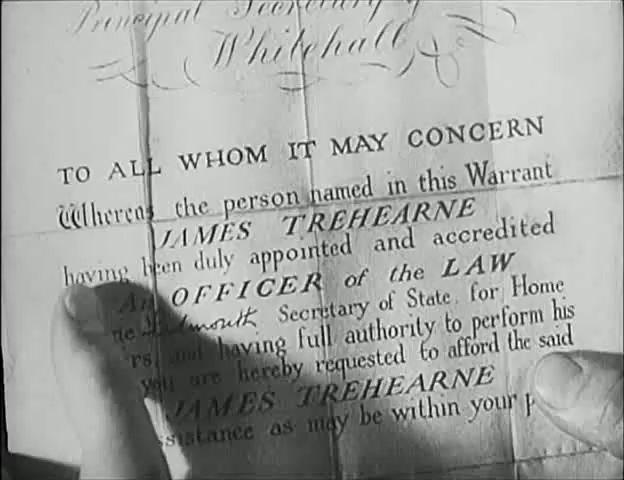 Principal Secretary of
Whitehall &
TO ALL WHOM IT MAY CONCERN
Whereas the person named in this Warrant
JAMES TREHEARNE
having been duly appointed and accredited
An OFFICER of the LAW
Secretary of State for Home
and having full authority to perform his
you are hereby requested to afford the said
JAMES TREHEARNE
as may be within your